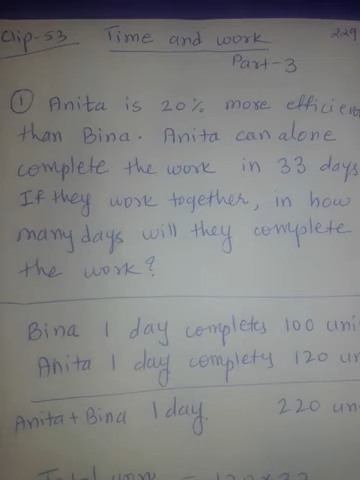 Clip-53 Time and work 229
Part-3
① Anita is 20% more efficien
than Bina. Anita can alone
complete the work in 33 days
If they work together, in how
many days will they complete
the work?
Bina 1 day completes 100 uni
Anita 1 day completes 120 un
Anita + Bina 1 day. 220 un